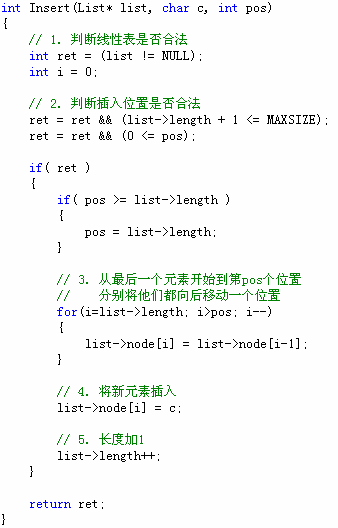 int Insert(List* list, char c, int pos)
{
    // 1. 判断线性表是否合法
    int ret = (list != NULL);
    int i = 0;

    // 2. 判断插入位置是否合法
    ret = ret && (list->length + 1 <= MAXSIZE);
    ret = ret && (0 <= pos);

    if( ret )
    {
        if( pos >= list->length )
        {
            pos = list->length;
        }

        // 3. 从最后一个元素开始到第pos个位置
        //    分别将他们都向后移动一个位置
        for(i=list->length; i>pos; i--)
        {
            list->node[i] = list->node[i-1];
        }

        // 4. 将新元素插入
        list->node[i] = c;

        // 5. 长度加1
        list->length++;
    }

    return ret;
}